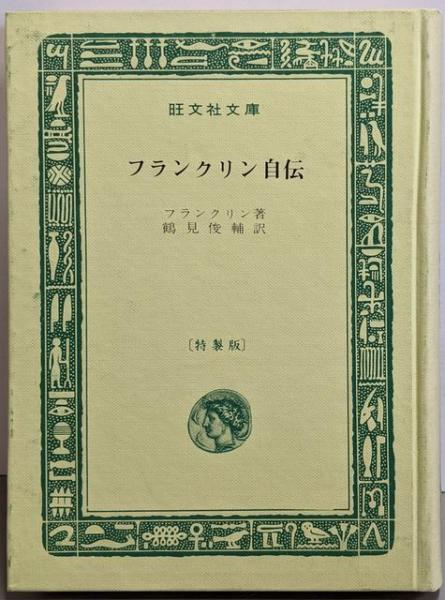 旺文社文庫
フランクリン自伝
フランクリン著
鶴見俊輔訳
〔特製版〕